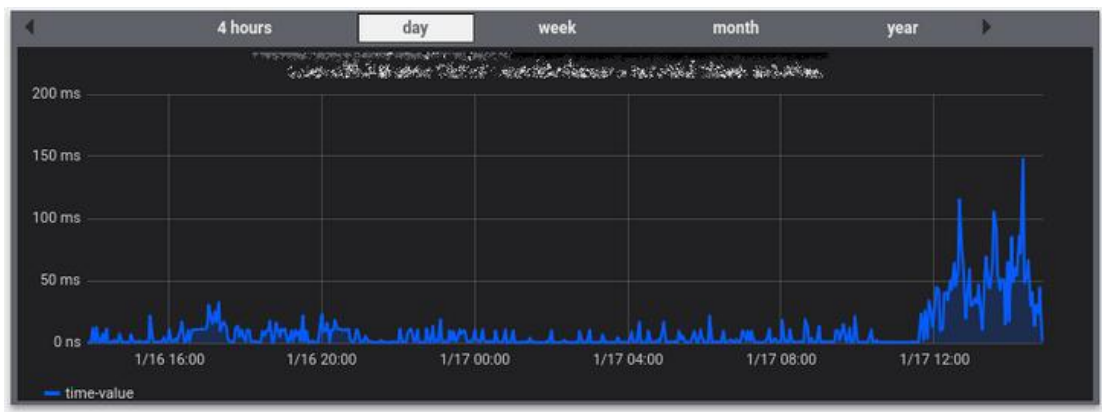 4 hours day week month year
200 ms
150 ms
100 ms
50 ms
0 ns
1/16 16:00 1/16 20:00 1/17 00:00 1/17 04:00 1/17 08:00 1/17 12:00
time-value